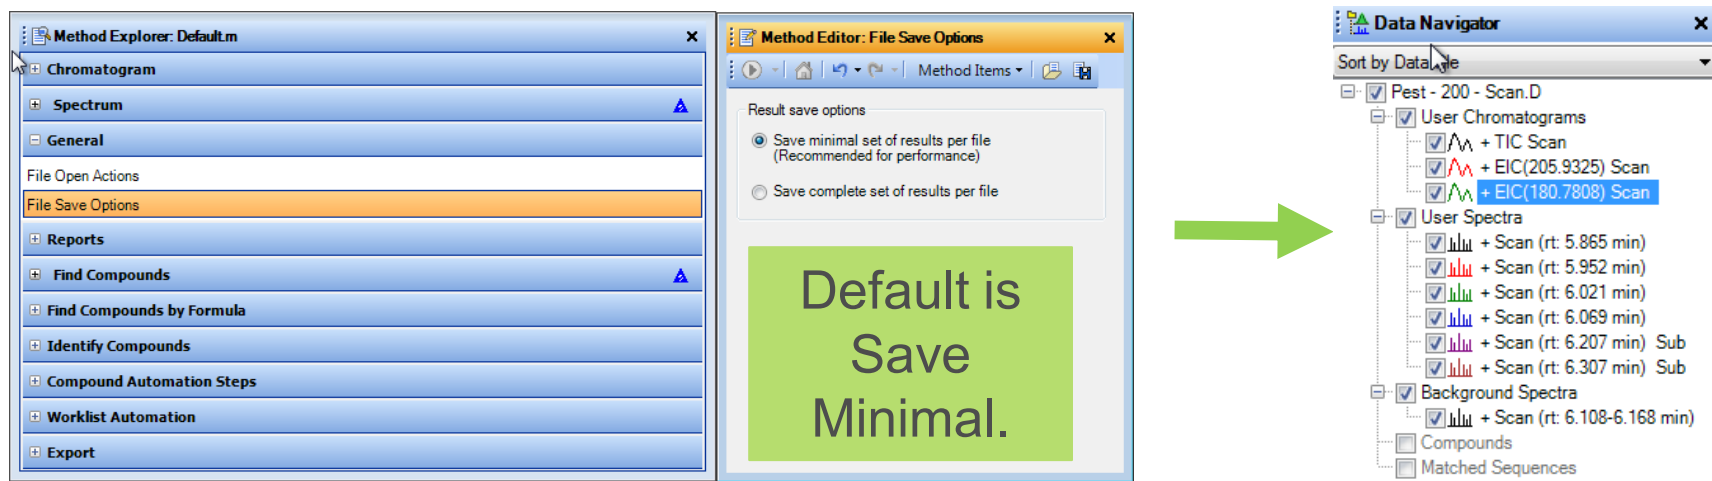 Method Explorer: Default.m
Chromatogram
Spectrum
General
File Open Actions
File Save Options
Reports
Find Compounds
Find Compounds by Formula
Identify Compounds
Compound Automation Steps
Worklist Automation
Export
Method Editor: File Save Options
Method Items
Result save options
Save minimal set of results per file
(Recommended for performance)
Save complete set of results per file
Default is
Save
Minimal.
Data Navigator
Sort by Data
Pest - 200 - Scan.D
User Chromatograms
+ TIC Scan
+ EIC(205.9325) Scan
+ EIC(180.7808) Scan
User Spectra
+ Scan (rt: 5.865 min)
+ Scan (rt: 5.952 min)
+ Scan (rt: 6.021 min)
+ Scan (rt: 6.069 min)
+ Scan (rt: 6.207 min) Sub
+ Scan (rt: 6.307 min) Sub
Background Spectra
+ Scan (rt: 6.108-6.168 min)
Compounds
Matched Sequences